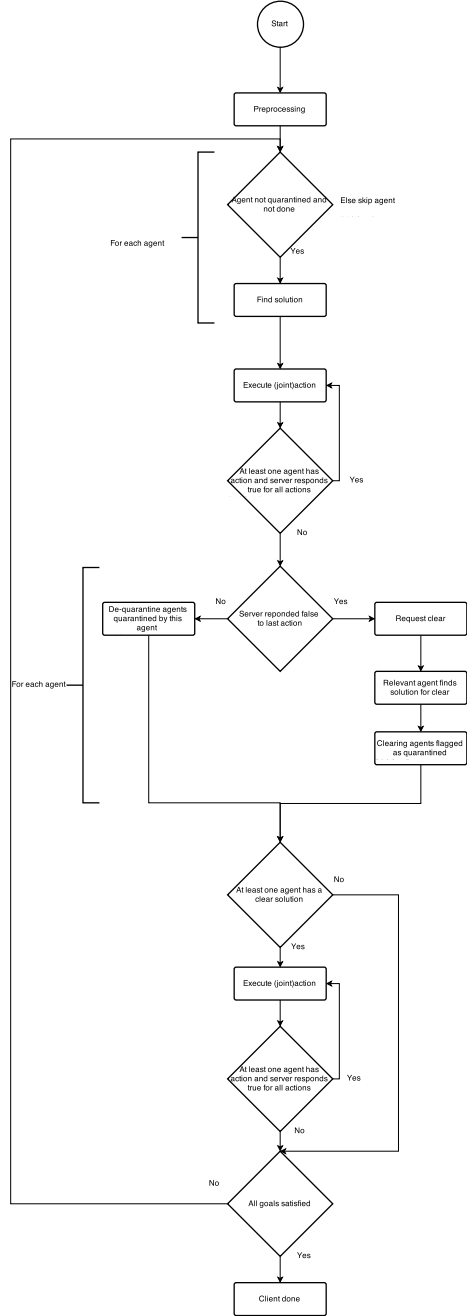 Start
Preprocessing
Agent not quarantined and
not done
Else skip agent
For each agent
Yes
Find solution
Execute (joint)action
At least one agent has
action and server responds
true for all actions
Yes
No
De-quarantine agents
quarantined by this
agent
No
Server reponded false
to last action
Yes
Request clear
For each agent
Relevant agent finds
solution for clear
Clearing agents flagged
as quarantined
At least one agent has a
clear solution
No
Yes
Execute (joint)action
At least one agent has
action and server responds
true for all actions
Yes
No
No
All goals satisfied
Yes
Client done